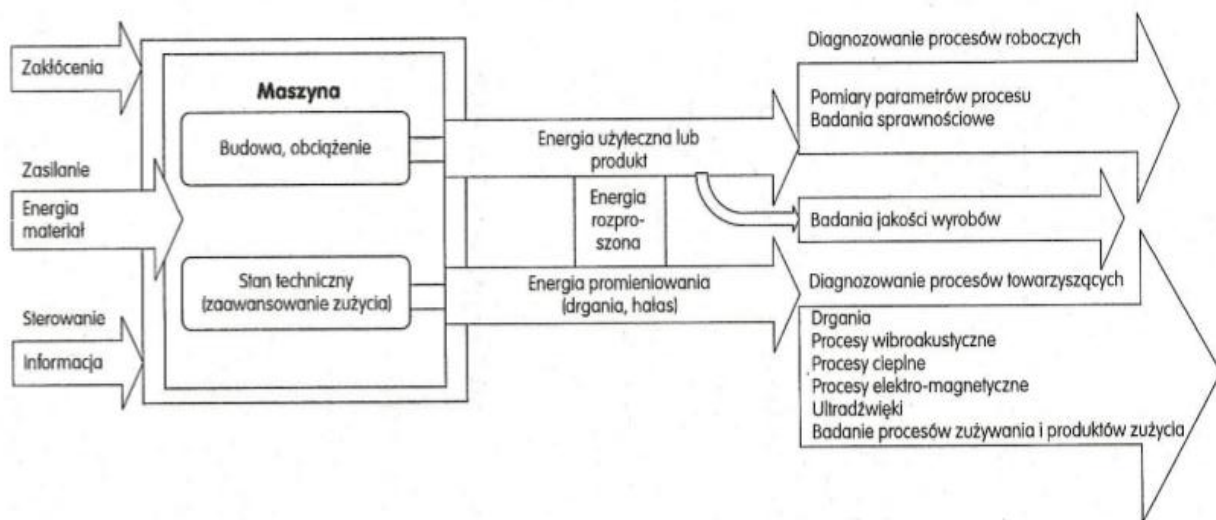 Zakłócenia
Zasilanie
Energia
materiał
Sterowanie
Informacja
Maszyna
Budowa, obciążenie
Stan techniczny
(zaawansowanie zużycia)
Energia użyteczna lub
produkt
Energia
rozpro-
szona
Energia promieniowania
(drgania, hałas)
Diagnozowanie procesów roboczych
Pomiary parametrów procesu
Badania sprawnościowe
Badania jakości wyrobów
Diagnozowanie procesów towarzyszących
Drgania
Procesy wibroakustyczne
Procesy cieplne
Procesy elektro-magnetyczne
Ultradźwięki
Badanie procesów zużywania i produktów zużycia